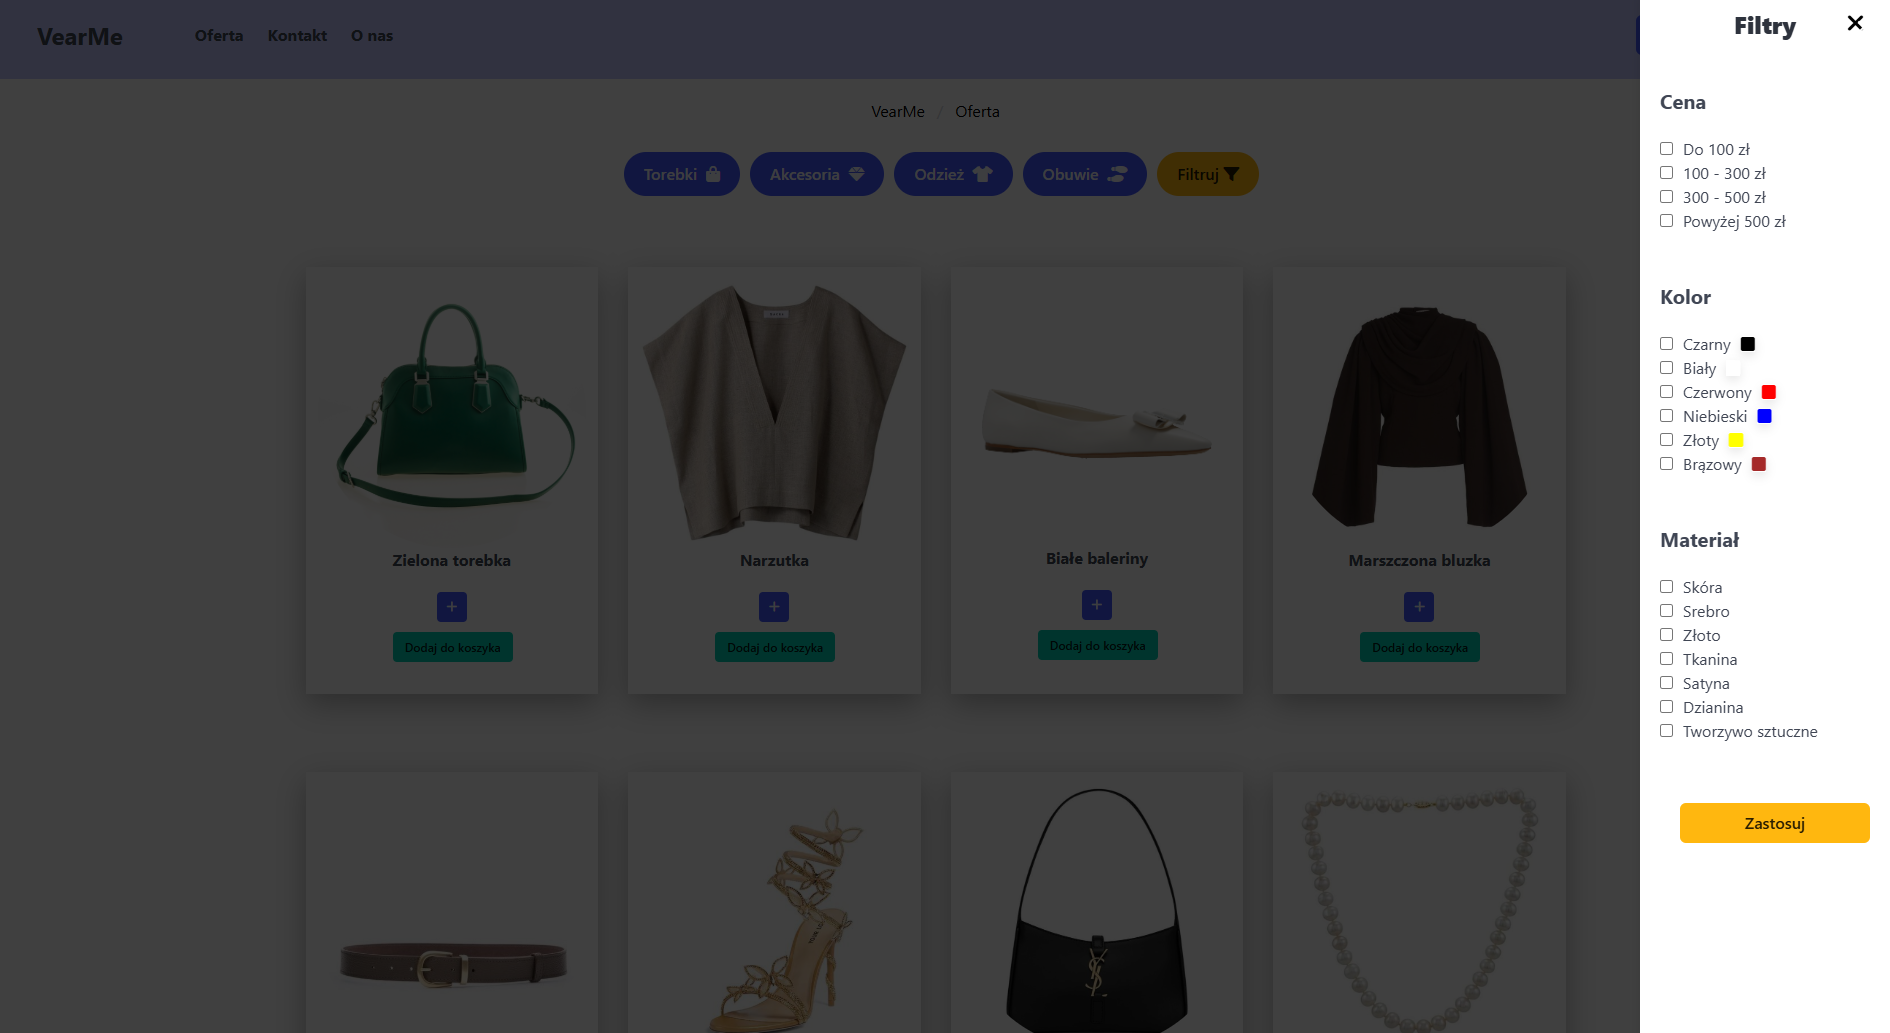 VearMe
Oferta Kontakt O nas
VearMe / Oferta
Torebki Akcesoria Odzież Obuwie Filtruj
Zielona torebka
+
Dodaj do koszyka
Narzutka
+
Dodaj do koszyka
Białe baleriny
+
Dodaj do koszyka
Marszczona bluzka
+
Dodaj do koszyka
Filtry
Cena
Do 100 zł
100 - 300 zł
300 - 500 zł
Powyżej 500 zł
Kolor
Czarny
Biały
Czerwony
Niebieski
Złoty
Brązowy
Materiał
Skóra
Srebro
Złoto
Tkanina
Satyna
Dzianina
Tworzywo sztuczne
Zastosuj